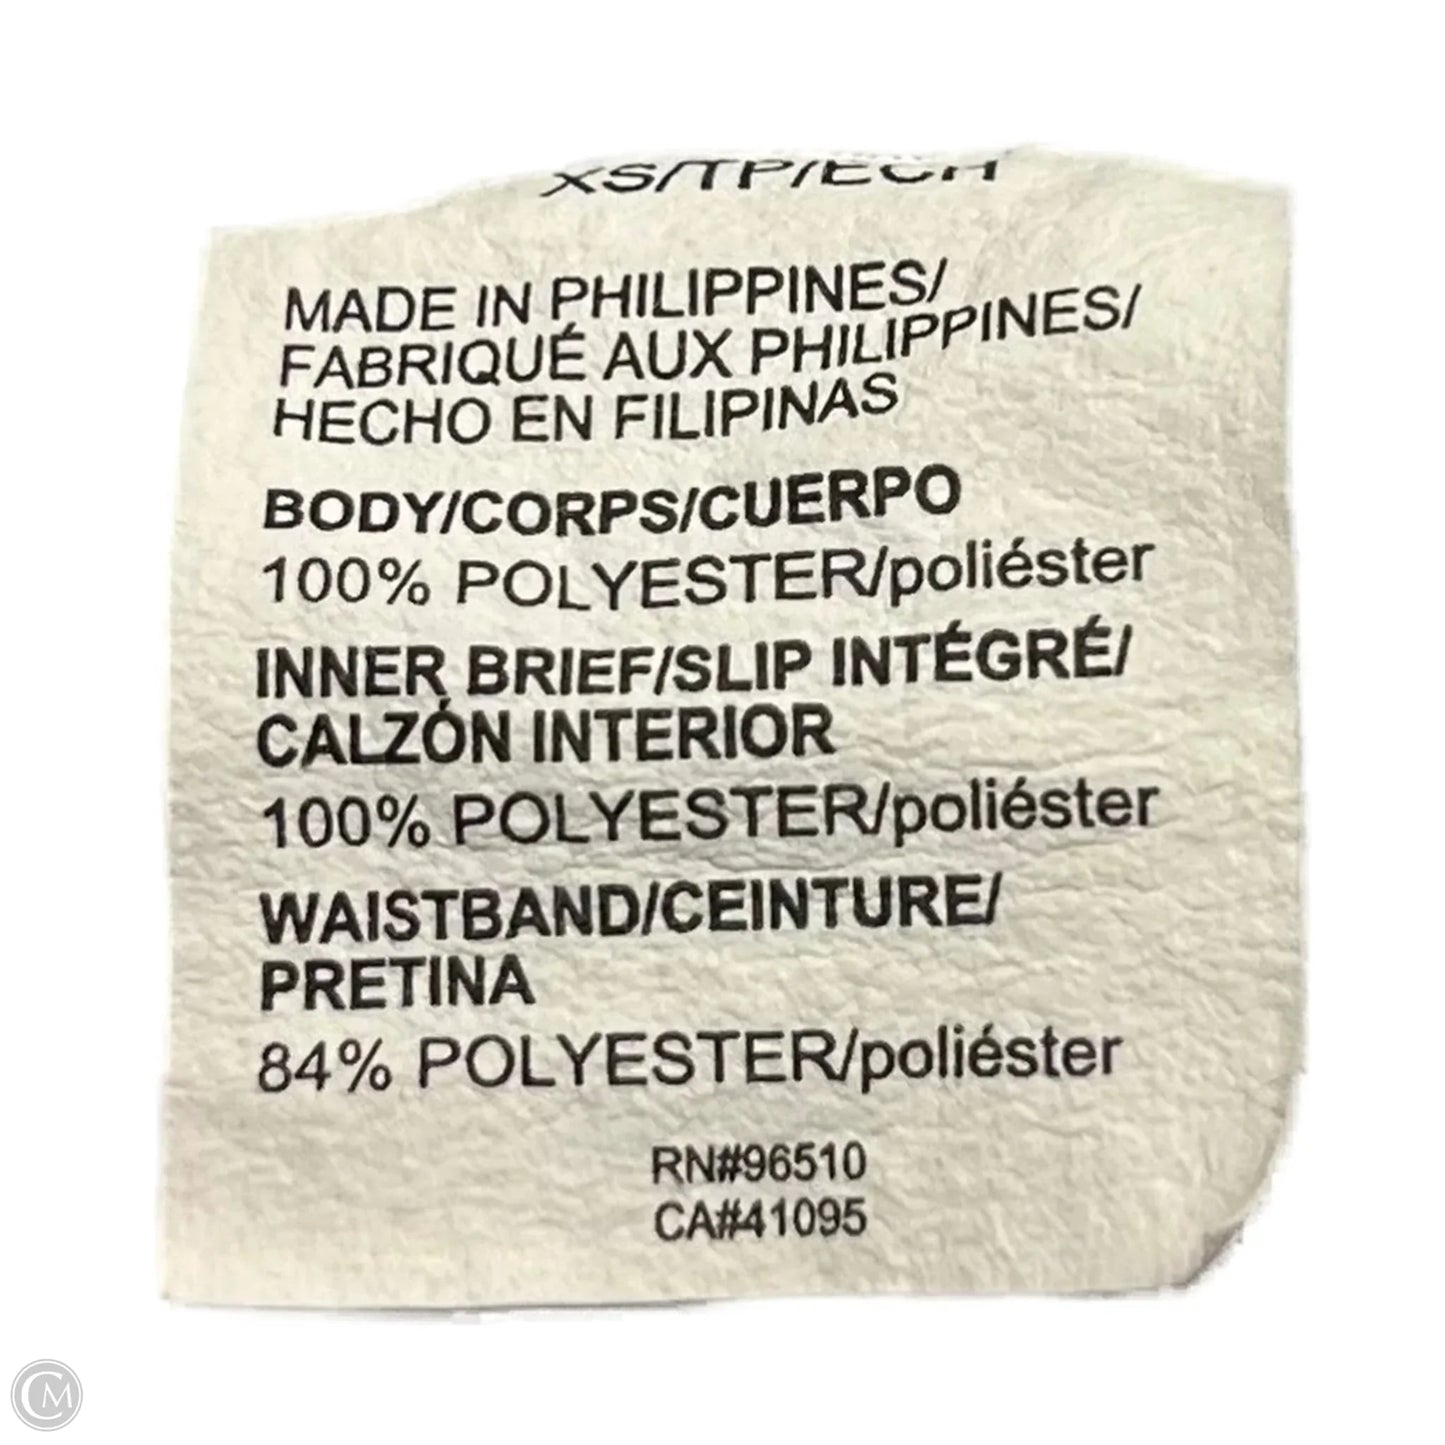 XS/TP/ECH
MADE IN PHILIPPINES/
FABRIQUÉ AUX PHILIPPINES/
HECHO EN FILIPINAS
BODY/CORPS/CUERPO
100% POLYESTER/poliéster
INNER BRIEF/SLIP INTÉGRÉ/
CALZÓN INTERIOR
100% POLYESTER/poliéster
WAISTBAND/CEINTURE/
PRETINA
84% POLYESTER/poliéster
RN#96510
CA#41095
CM